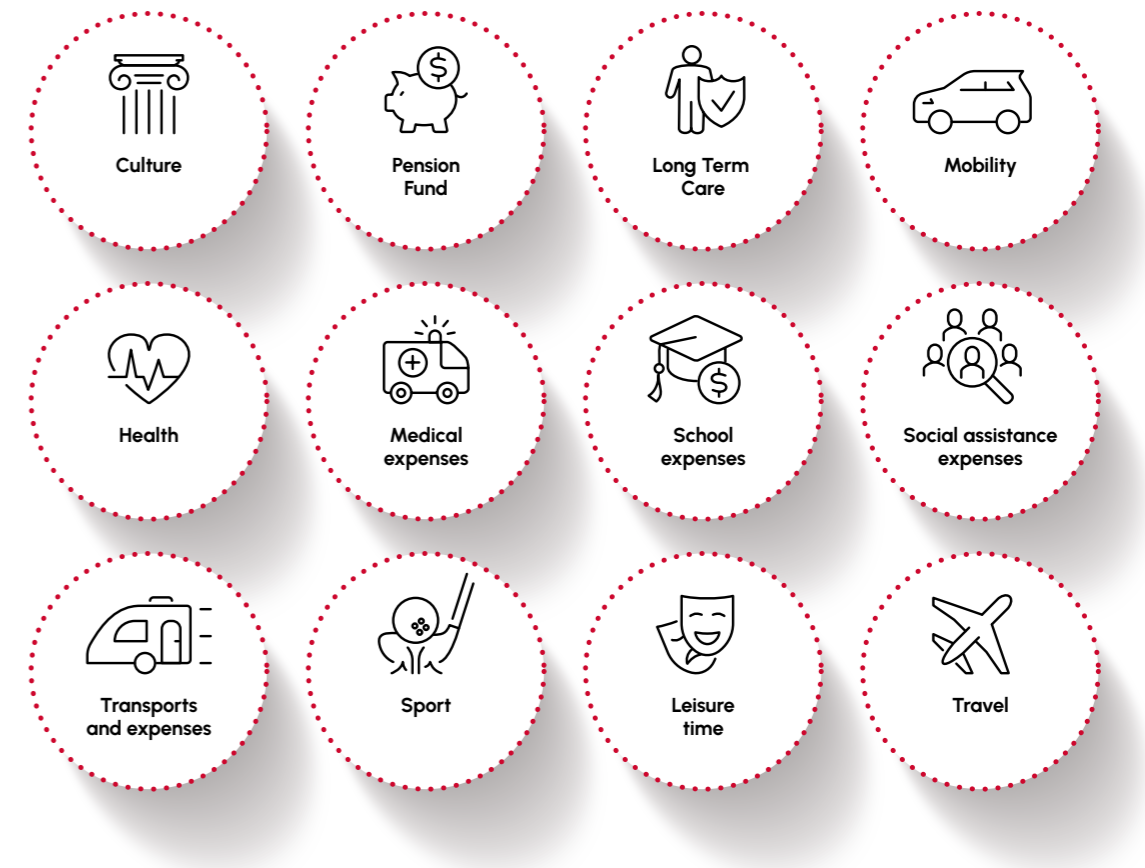 Culture
Pension
Fund
Long Term
Care
Mobility
Health
Medical
expenses
School
expenses
Social assistance
expenses
Transports
and expenses
Sport
Leisure
time
Travel